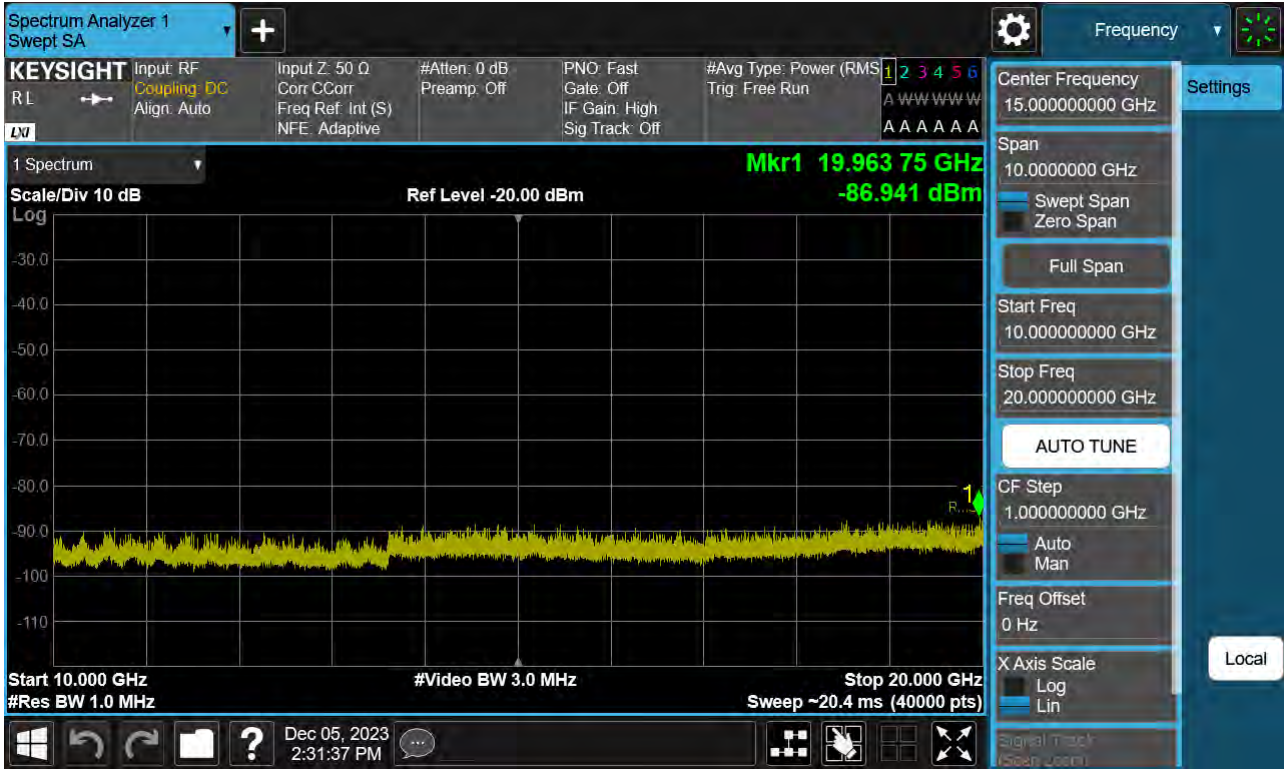 Spectrum Analyzer 1
Swept SA
+
Frequency
KEYSIGHT
RL
LXI
Input: RF
Coupling: DC
Align: Auto
Input Z: 50 Ω
Corr CCorr
Freq Ref: Int (S)
NFE: Adaptive
#Atten: 0 dB
Preamp: Off
PNO: Fast
Gate: Off
IF Gain: High
Sig Track: Off
#Avg Type: Power (RMS
Trig: Free Run
1 2 3 4 5 6
A W W W W W
A A A A A A
1 Spectrum
Scale/Div 10 dB
Log
Ref Level -20.00 dBm
Mkr1 19.963 75 GHz
-86.941 dBm
-30.0
-40.0
-50.0
-60.0
-70.0
-80.0
-90.0
-100
-110
1
Start 10.000 GHz
#Res BW 1.0 MHz
#Video BW 3.0 MHz
Stop 20.000 GHz
Sweep ~20.4 ms (40000 pts)
Center Frequency
15.000000000 GHz
Span
10.0000000 GHz
Swept Span
Zero Span
Full Span
Start Freq
10.000000000 GHz
Stop Freq
20.000000000 GHz
AUTO TUNE
CF Step
1.000000000 GHz
Auto
Man
Freq Offset
0 Hz
X Axis Scale
Log
Lin
Signal Track
(Span Zoom)
Settings
Local
?
Dec 05, 2023
2:31:37 PM